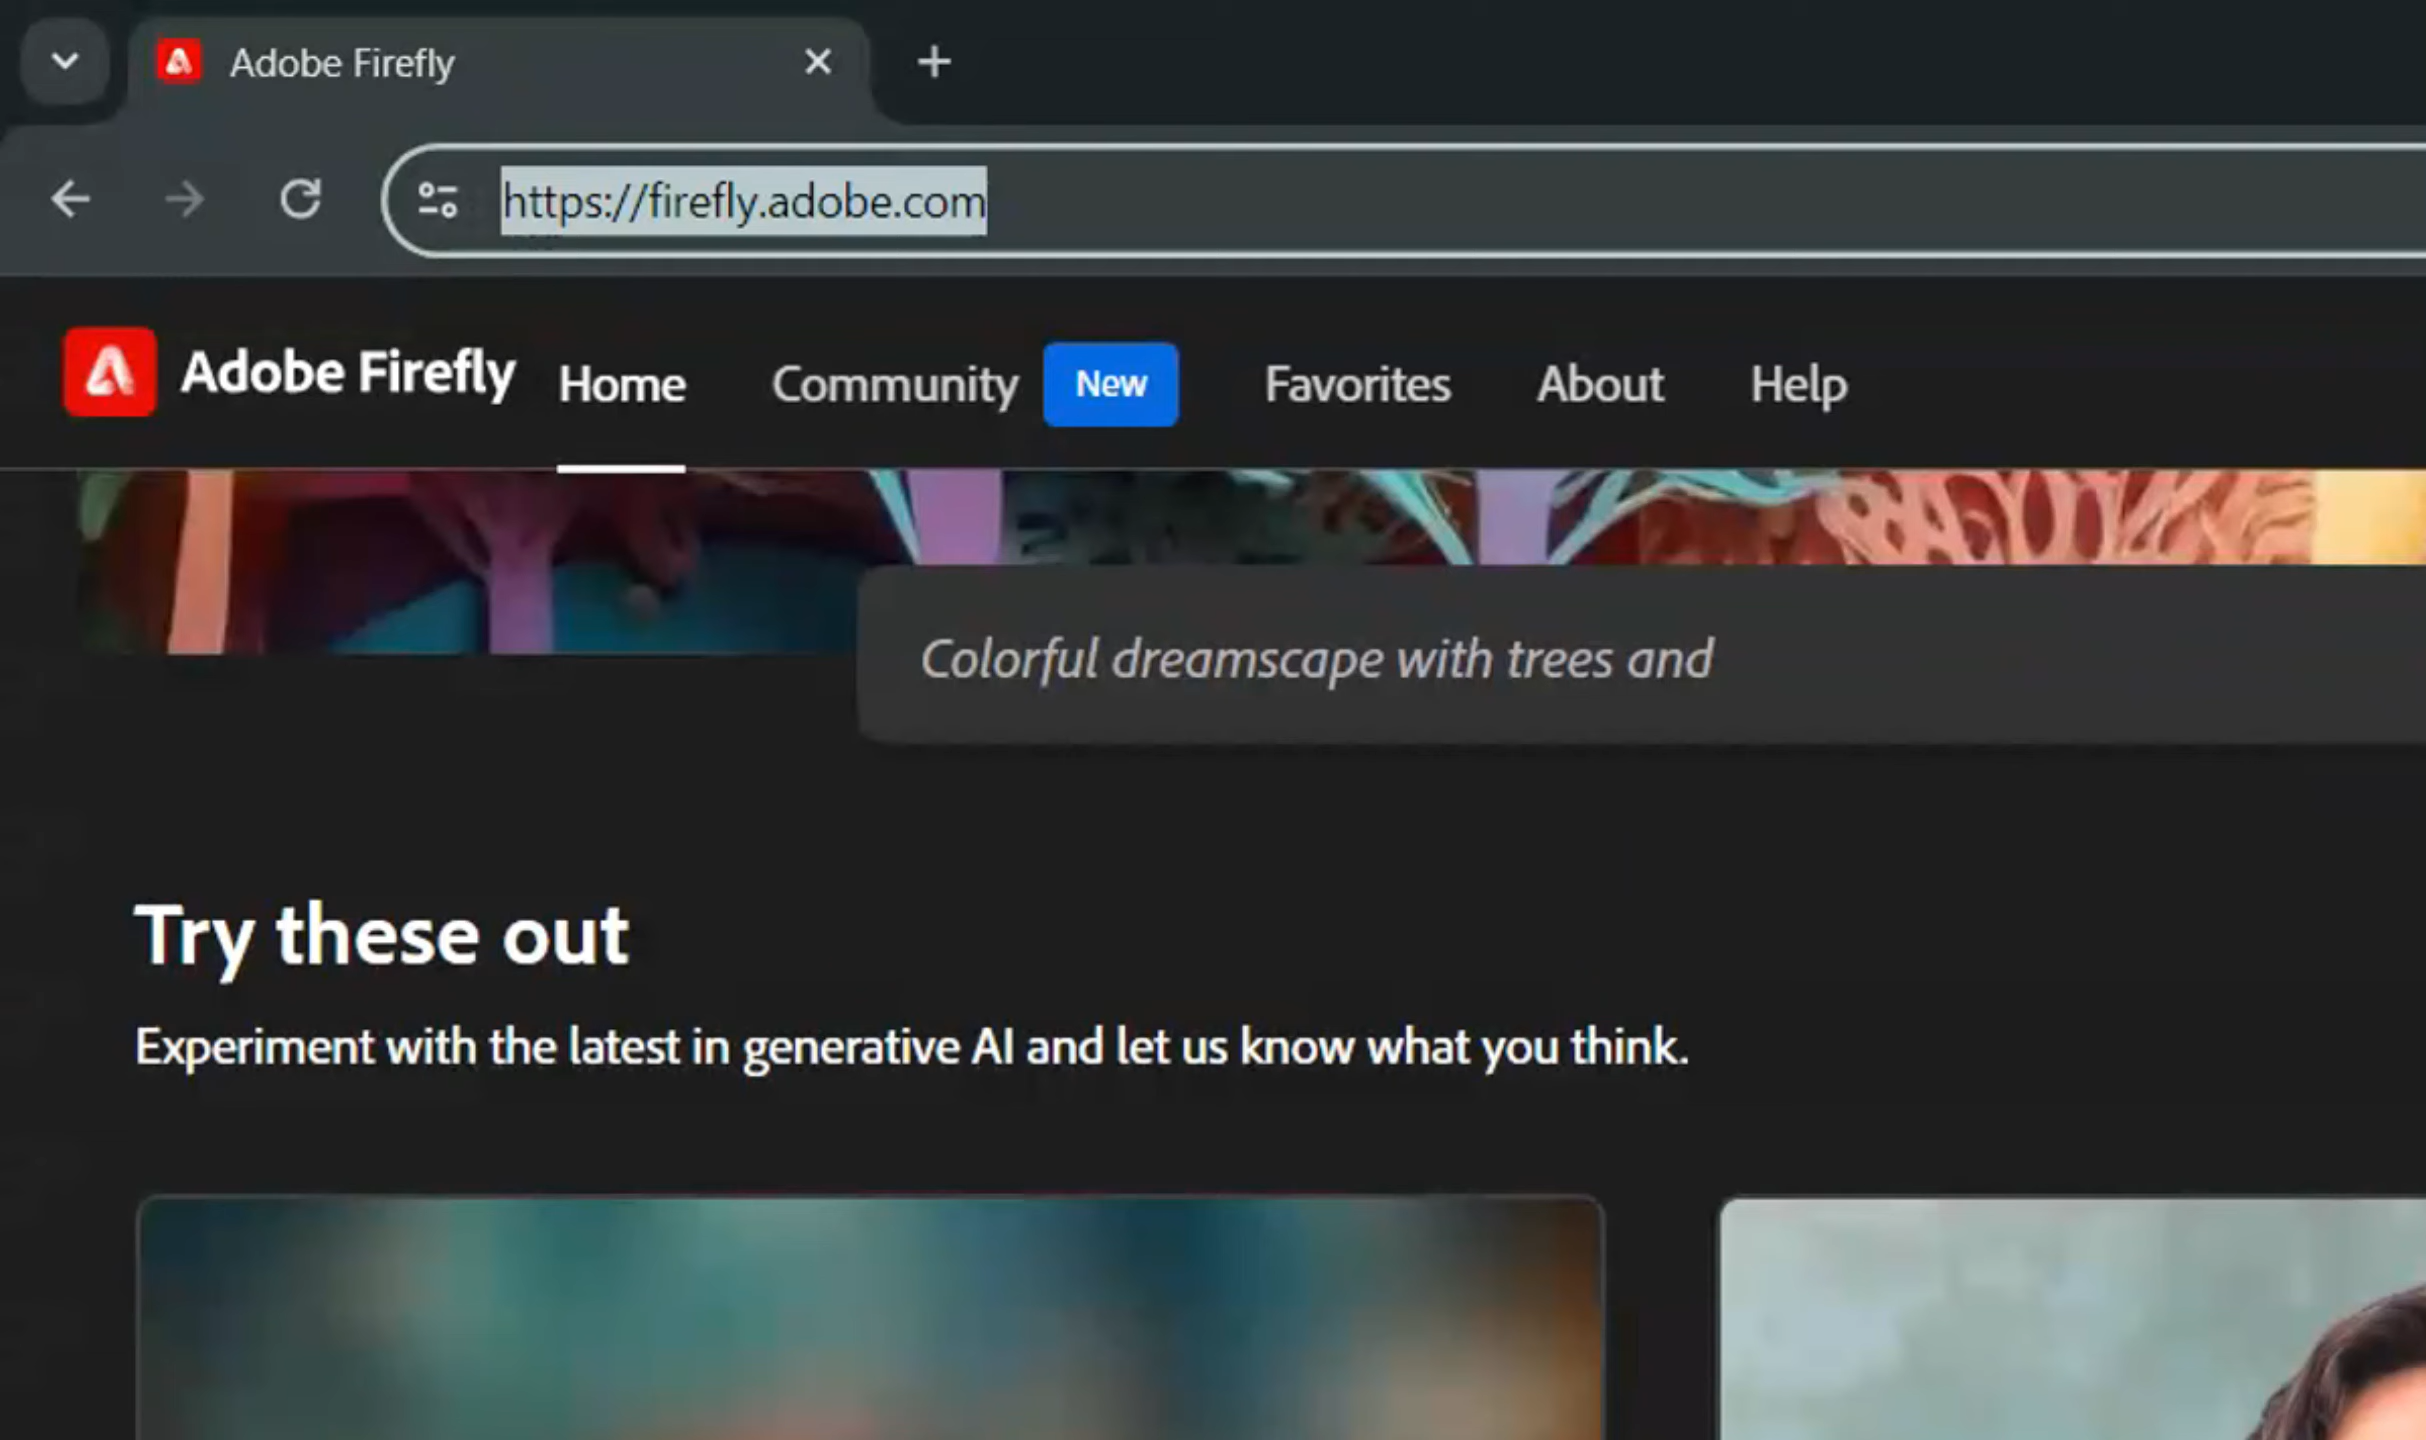 Adobe Firefly
https://firefly.adobe.com
Adobe Firefly Home Community New Favorites About Help
Colorful dreamscape with trees and
Try these out
Experiment with the latest in generative AI and let us know what you think.